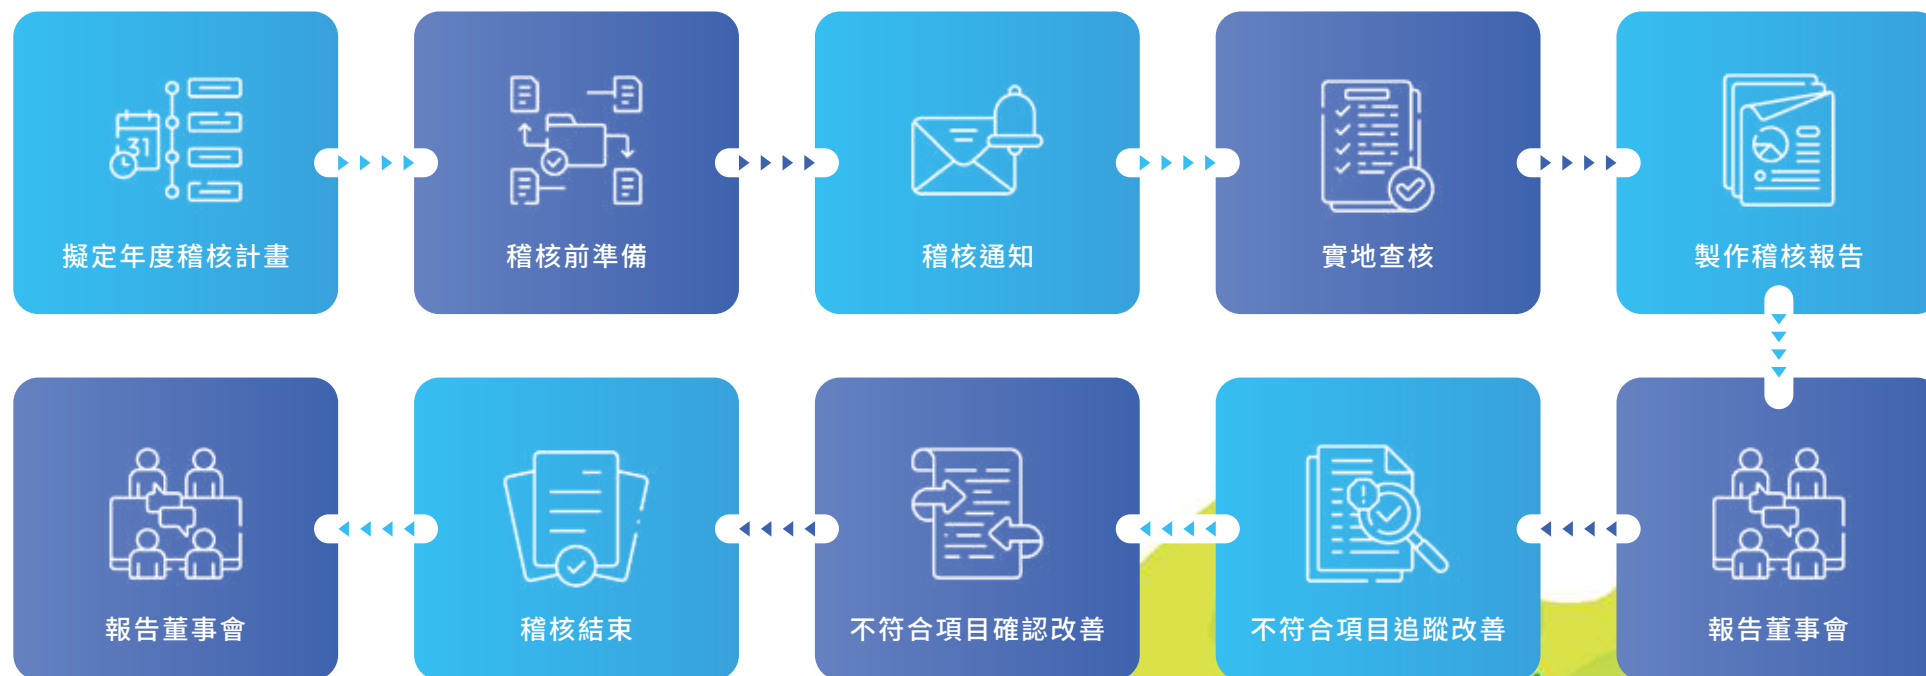 31
擬定年度稽核計畫
稽核前準備
稽核通知
實地查核
製作稽核報告
報告董事會
稽核結束
不符合項目確認改善
不符合項目追蹤改善
報告董事會